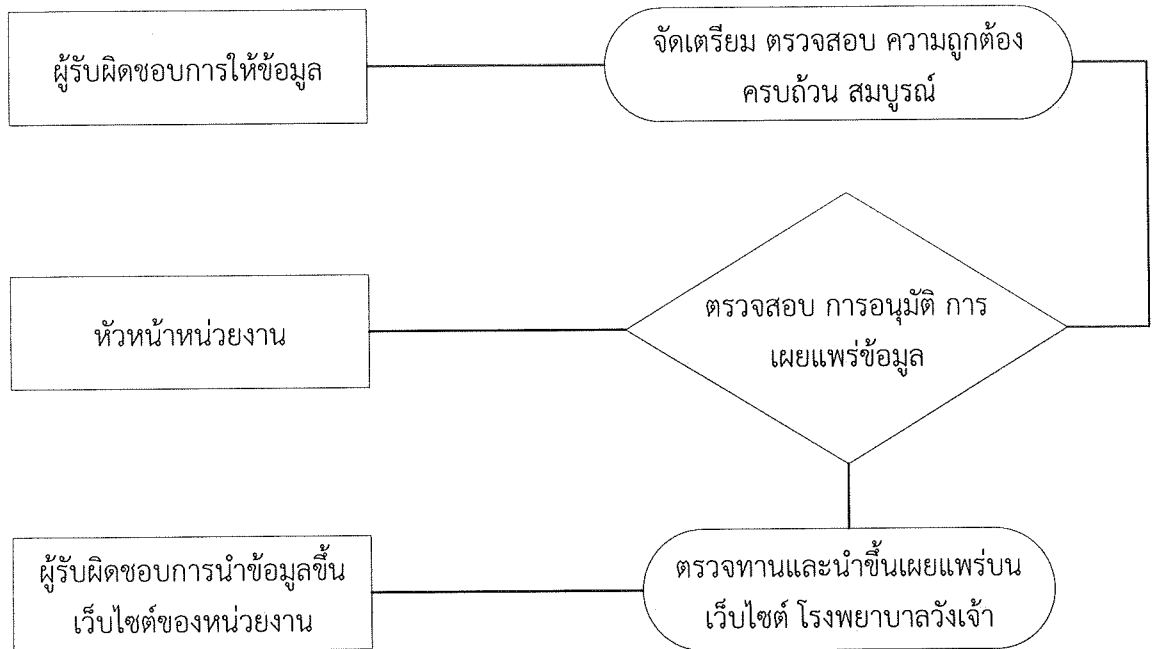 ผู้รับผิดชอบการให้ข้อมูล
จัดเตรียม ตรวจสอบ ความถูกต้อง
ครบถ้วน สมบูรณ์
หัวหน้าหน่วยงาน
ตรวจสอบ การอนุมัติ การ
เผยแพร่ข้อมูล
ผู้รับผิดชอบการนำข้อมูลขึ้น
เว็บไซต์ของหน่วยงาน
ตรวจทานและนำขึ้นเผยแพร่บน
เว็บไซต์ โรงพยาบาลวังเจ้า